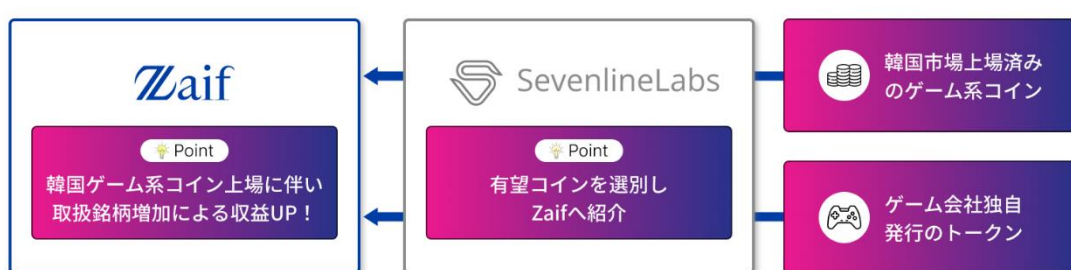 Zaif
Point
韓国ゲーム系コイン上場に伴い
取扱銘柄増加による収益UP！
SevenlineLabs
Point
有望コインを選別し
Zaifへ紹介
韓国市場上場済み
のゲーム系コイン
ゲーム会社独自
発行のトークン